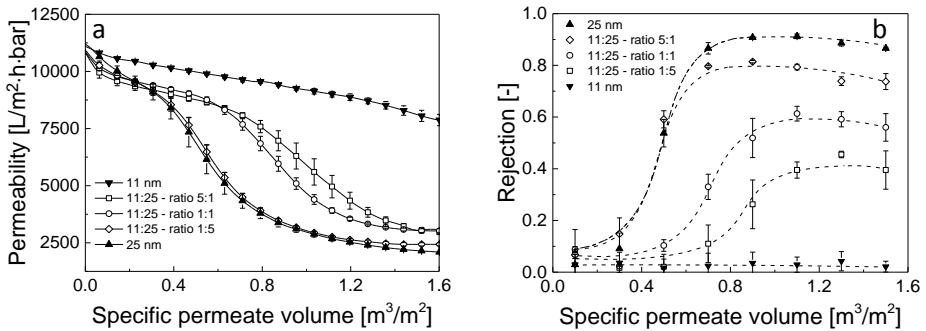 a
Permeability [L/m²·h·bar]
12500
10000
7500
5000
2500
11 nm
11:25 - ratio 5:1
11:25 - ratio 1:1
11:25 - ratio 1:5
25 nm
0.0 0.4 0.8 1.2 1.6
Specific permeate volume [m³/m²]
b
Rejection [-]
1.0
0.8
0.6
0.4
0.2
0.0
25 nm
11:25 - ratio 5:1
11:25 - ratio 1:1
11:25 - ratio 1:5
11 nm
0.0 0.4 0.8 1.2 1.6
Specific permeate volume [m³/m²]